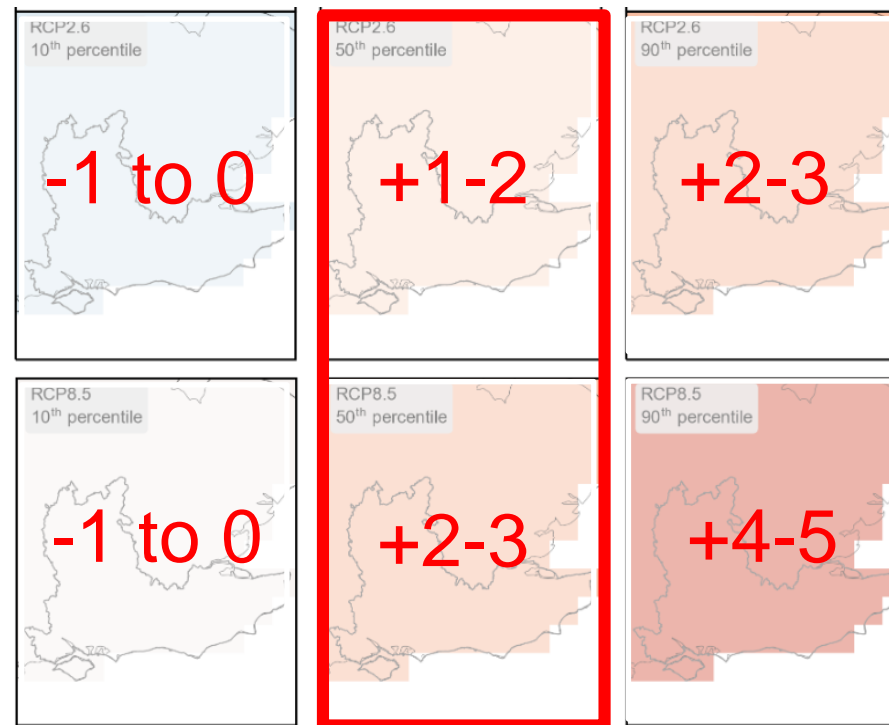 RCP2.6
10th percentile
-1 to 0
RCP2.6
50th percentile
+1-2
RCP2.6
90th percentile
+2-3
RCP8.5
10th percentile
-1 to 0
RCP8.5
50th percentile
+2-3
RCP8.5
90th percentile
+4-5